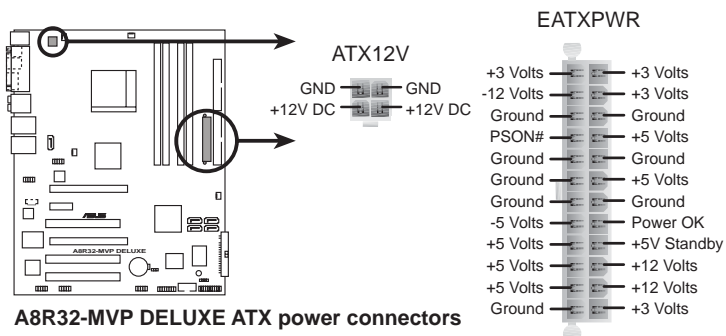 EATXPWR
ATX12V
GND GND
+12V DC +12V DC
+3 Volts +3 Volts
-12 Volts +3 Volts
Ground Ground
PSON# +5 Volts
Ground Ground
Ground +5 Volts
Ground Ground
-5 Volts Power OK
+5 Volts +5V Standby
+5 Volts +12 Volts
+5 Volts +12 Volts
Ground +3 Volts
ASUS
A8R32-MVP DELUXE
A8R32-MVP DELUXE ATX power connectors